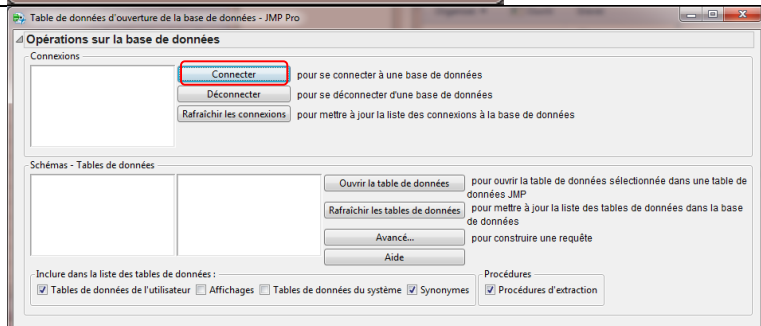 Table de données d'ouverture de la base de données - JMP Pro
Opérations sur la base de données
Connexions
Connecter pour se connecter à une base de données
Déconnecter pour se déconnecter d'une base de données
Rafraîchir les connexions pour mettre à jour la liste des connexions à la base de données
Schémas - Tables de données
Ouvrir la table de données pour ouvrir la table de données sélectionnée dans une table de
données JMP
Rafraîchir les tables de données pour mettre à jour la liste des tables de données dans la base
de données
Avancé... pour construire une requête
Aide
Inclure dans la liste des tables de données :
Tables de données de l'utilisateur Affichages Tables de données du système Synonymes
Procédures
Procédures d'extraction